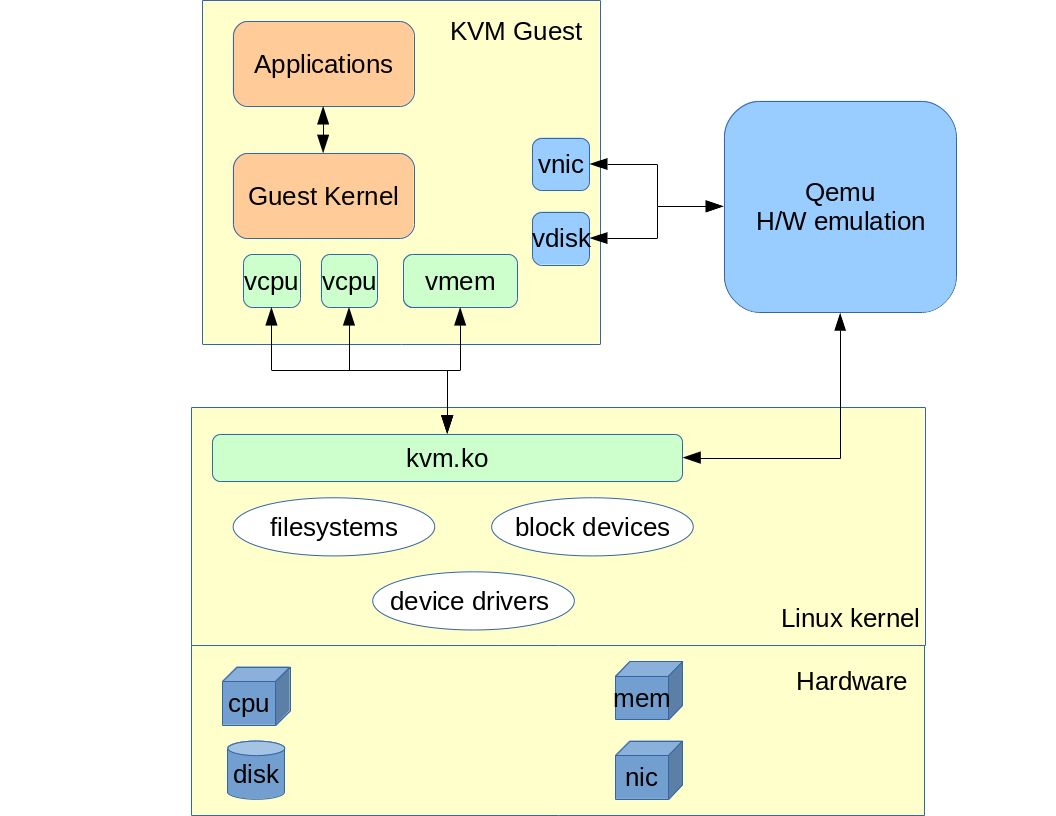 KVM Guest
Applications
Guest Kernel
vnic
vdisk
vcpu
vcpu
vmem
Qemu
H/W emulation
kvm.ko
filesystems
block devices
device drivers
Linux kernel
Hardware
cpu
mem
disk
nic